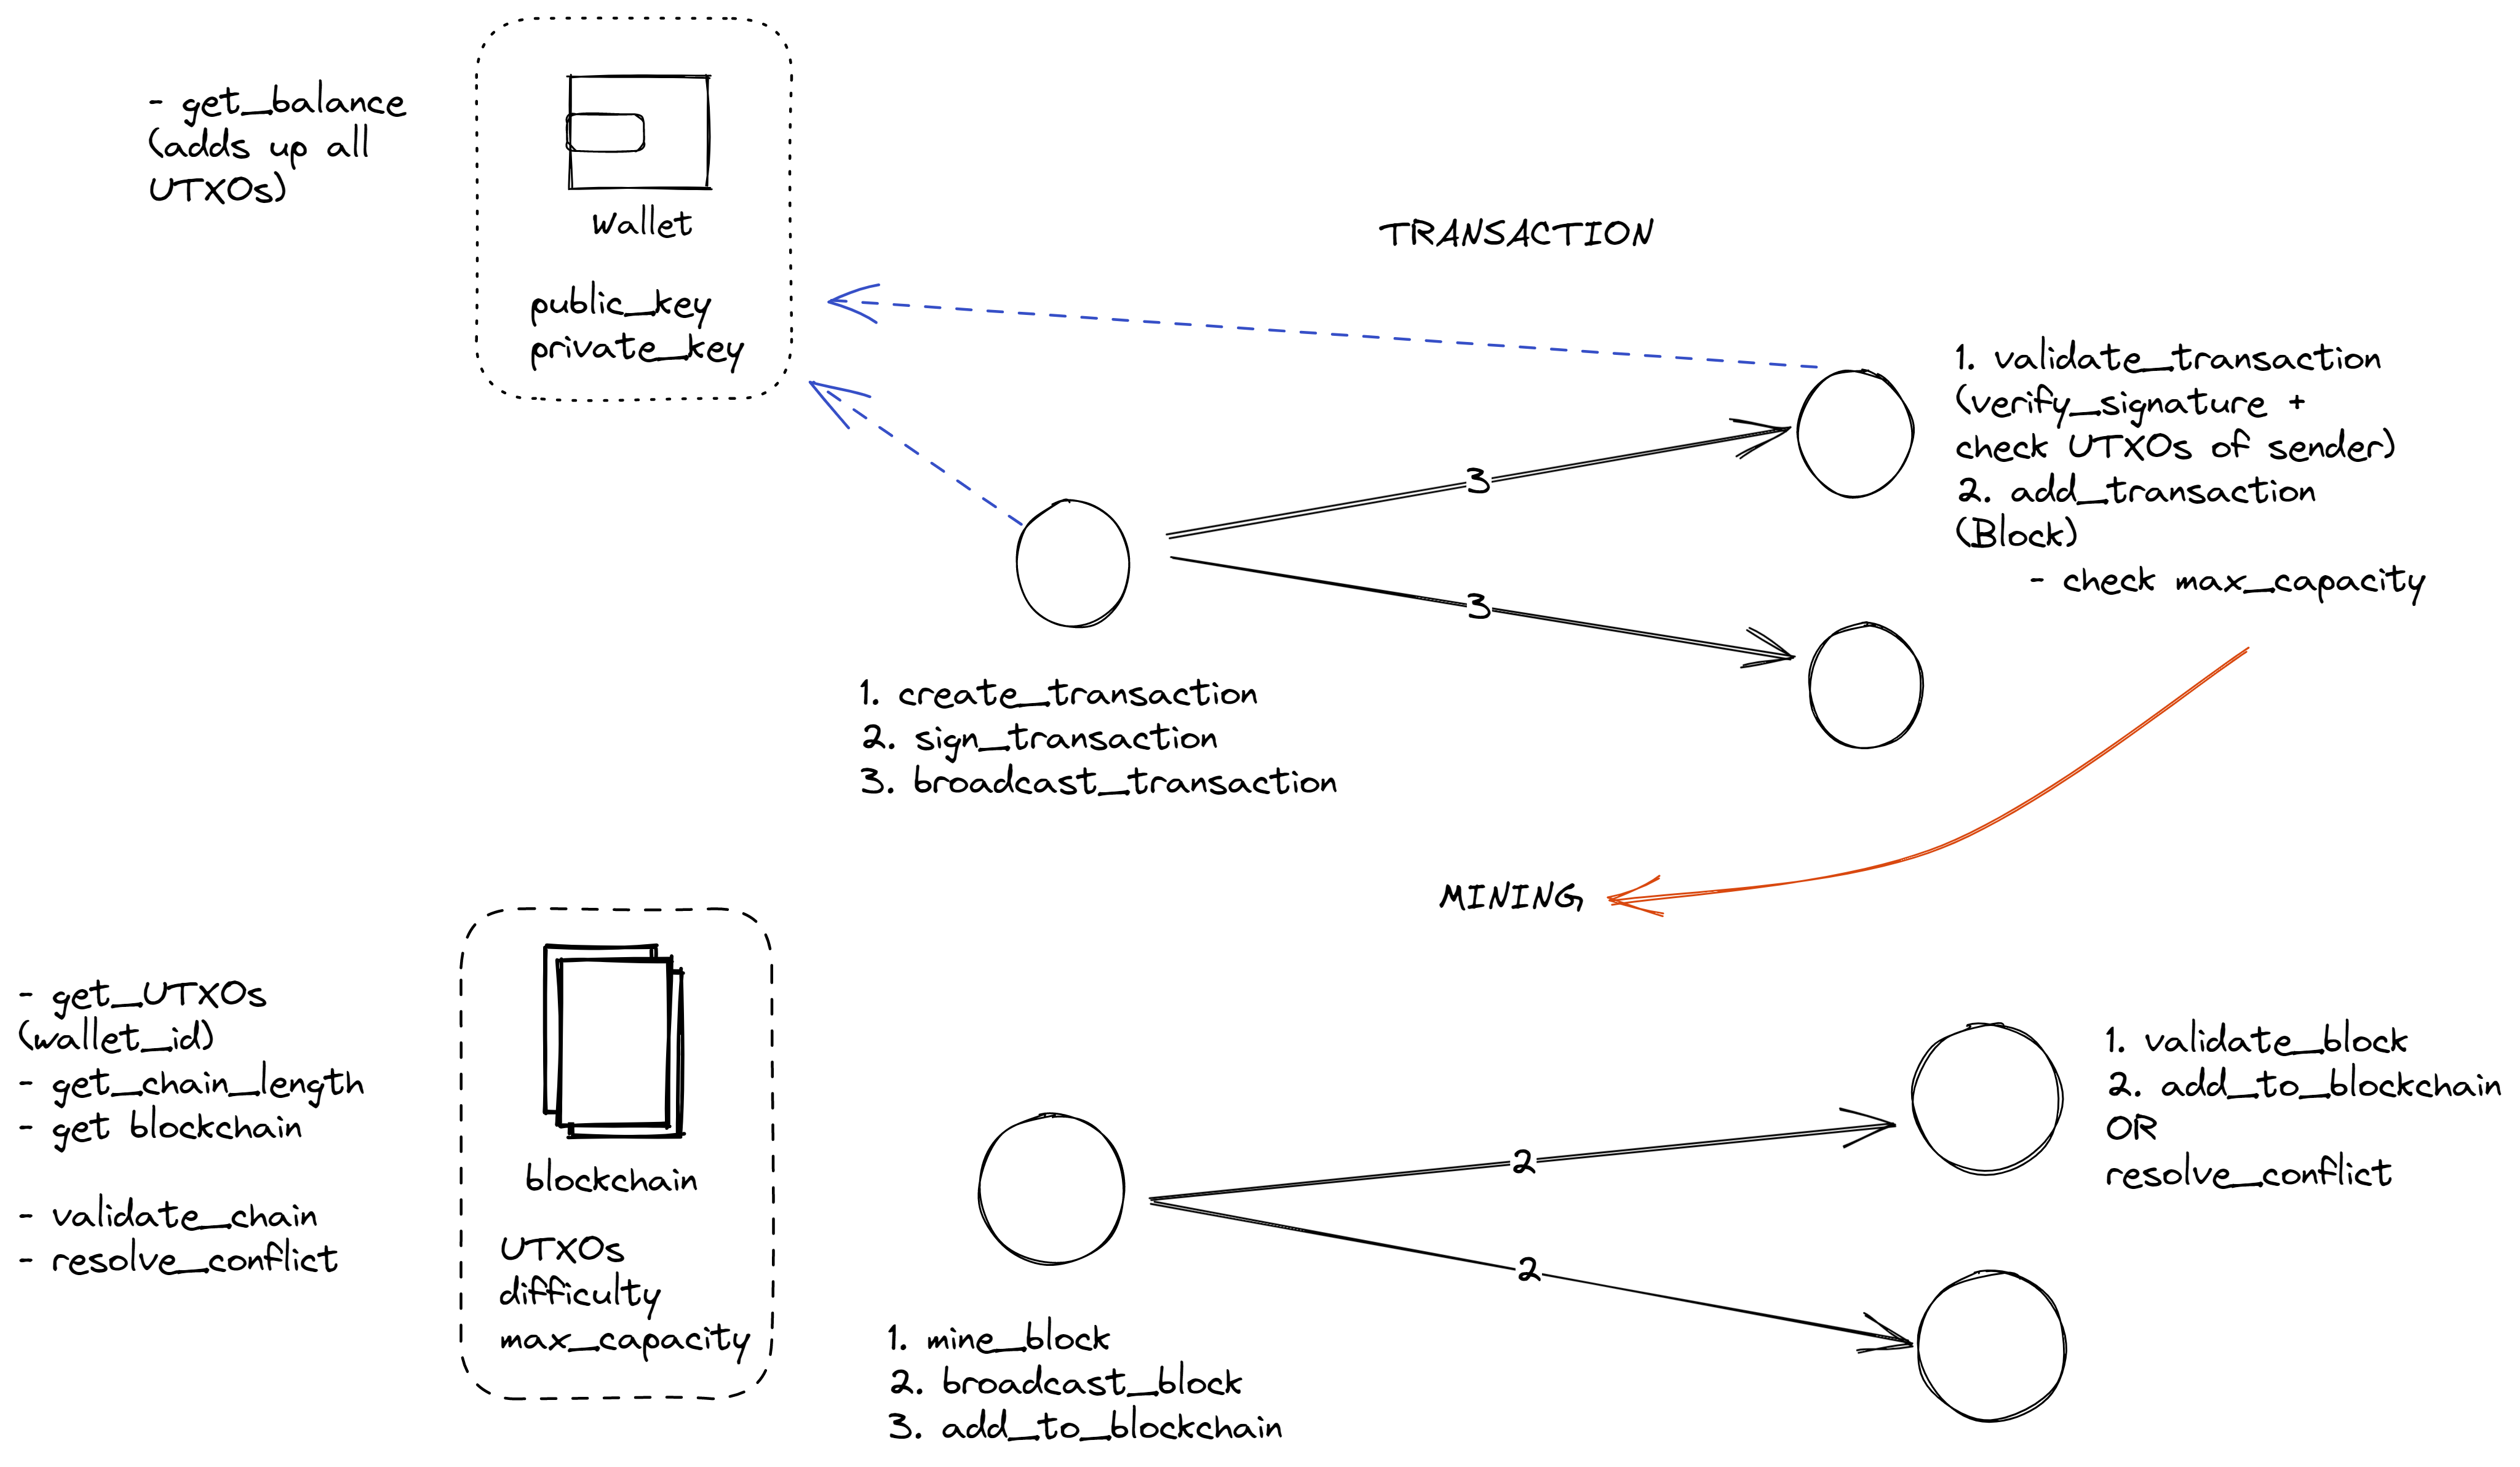 - get_balance
(adds up all
UTXOs)
Wallet
public_key
private_key
TRANSACTION
1. validate_transaction
(verify_signature +
check UTXOs of sender)
2. add_transaction
(Block)
- check max_capacity
3
3
1. create_transaction
2. sign_transaction
3. broadcast_transaction
MINING
- get_UTXOs
(wallet_id)
- get_chain_length
- get blockchain
- validate_chain
- resolve_conflict
blockchain
UTXOs
difficulty
max_capacity
2
2
1. mine_block
2. broadcast_block
3. add_to_blockchain
1. validate_block
2. add_to_blockchain
OR
resolve_conflict